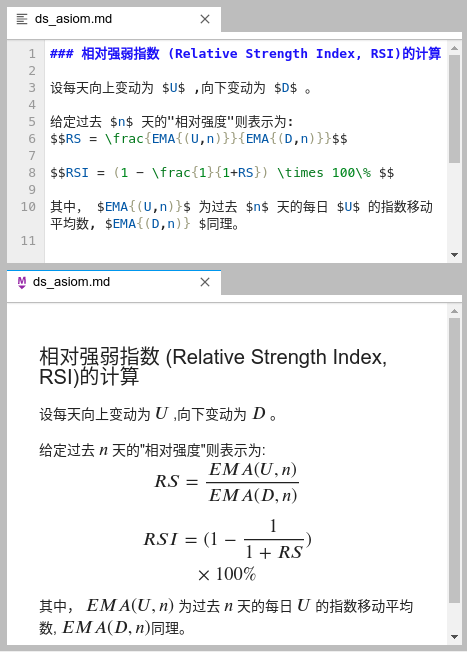 ds_asiom.md
1 ### 相对强弱指数 (Relative Strength Index, RSI)的计算
2
3 设每天向上变动为 $U$ ,向下变动为 $D$ 。
4
5 给定过去 $n$ 天的"相对强度"则表示为:
6 $$RS = \frac{EMA{(U,n)}}{EMA{(D,n)}}$$
7
8 $$RSI = (1 − \frac{1}{1+RS}) \times 100\% $$
9
10 其中， $EMA{(U,n)}$ 为过去 $n$ 天的每日 $U$ 的指数移动
平均数, $EMA{(D,n)} $同理。
11
M ds_asiom.md
相对强弱指数 (Relative Strength Index,
RSI)的计算
设每天向上变动为 U ,向下变动为 D 。
给定过去 n 天的"相对强度"则表示为:
RS = EMA(U, n)
EMA(D, n)
RSI = (1 − 1
1 + RS)
× 100%
其中， EMA(U, n) 为过去 n 天的每日 U 的指数移动平均
数, EMA(D, n)同理。